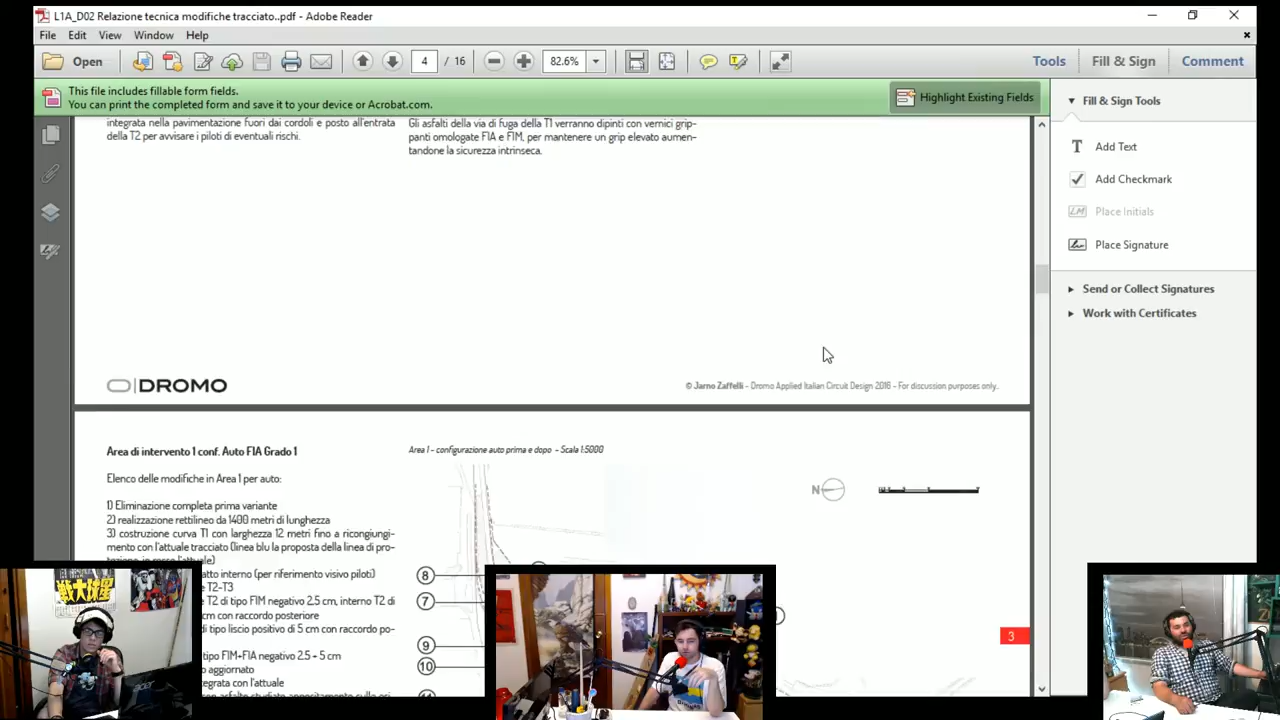 L1A_D02 Relazione tecnica modifiche tracciato..pdf - Adobe Reader
File Edit View Window Help
Open 4 / 16 82.6% Tools Fill & Sign Comment
This file includes fillable form fields.
You can print the completed form and save it to your device or Acrobat.com.
Highlight Existing Fields
Fill & Sign Tools
Add Text
Add Checkmark
Place Initials
Place Signature
Send or Collect Signatures
Work with Certificates
integrata nella pavimentazione fuori dai cordoli e posto all'entrata
della T2 per avvisare i piloti di eventuali rischi.
Gli asfalti della via di fuga della T1 verranno dipinti con vernici grip-
panti omologate FIA e FIM, per mantenere un grip elevato aumen-
tandone la sicurezza intrinseca.
DROMO
© Jarno Zaffelli - Dromo Applied Italian Circuit Design 2016 - For discussion purposes only..
Area di intervento 1 conf. Auto FIA Grado 1
Elenco delle modifiche in Area 1 per auto:
1) Eliminazione completa prima variante
2) realizzazione rettilineo da 1400 metri di lunghezza
3) costruzione curva T1 con larghezza 12 metri fino a ricongiungi-
mento con l'attuale tracciato (linea blu la proposta della linea di pro-
tezione, in rosso l'attuale)
atto interno (per riferimento visivo piloti)
T2-T3
T2 di tipo FIM negativo 2.5 cm, interno T2 di
cm con raccordo posteriore
di tipo liscio positivo di 5 cm con raccordo po-
tipo FIM+FIA negativo 2.5 + 5 cm
aggiornato
tegrata con l'attuale
Area 1 - configurazione auto prima e dopo - Scala 1:5000
N
8
7
9
10
3
acer